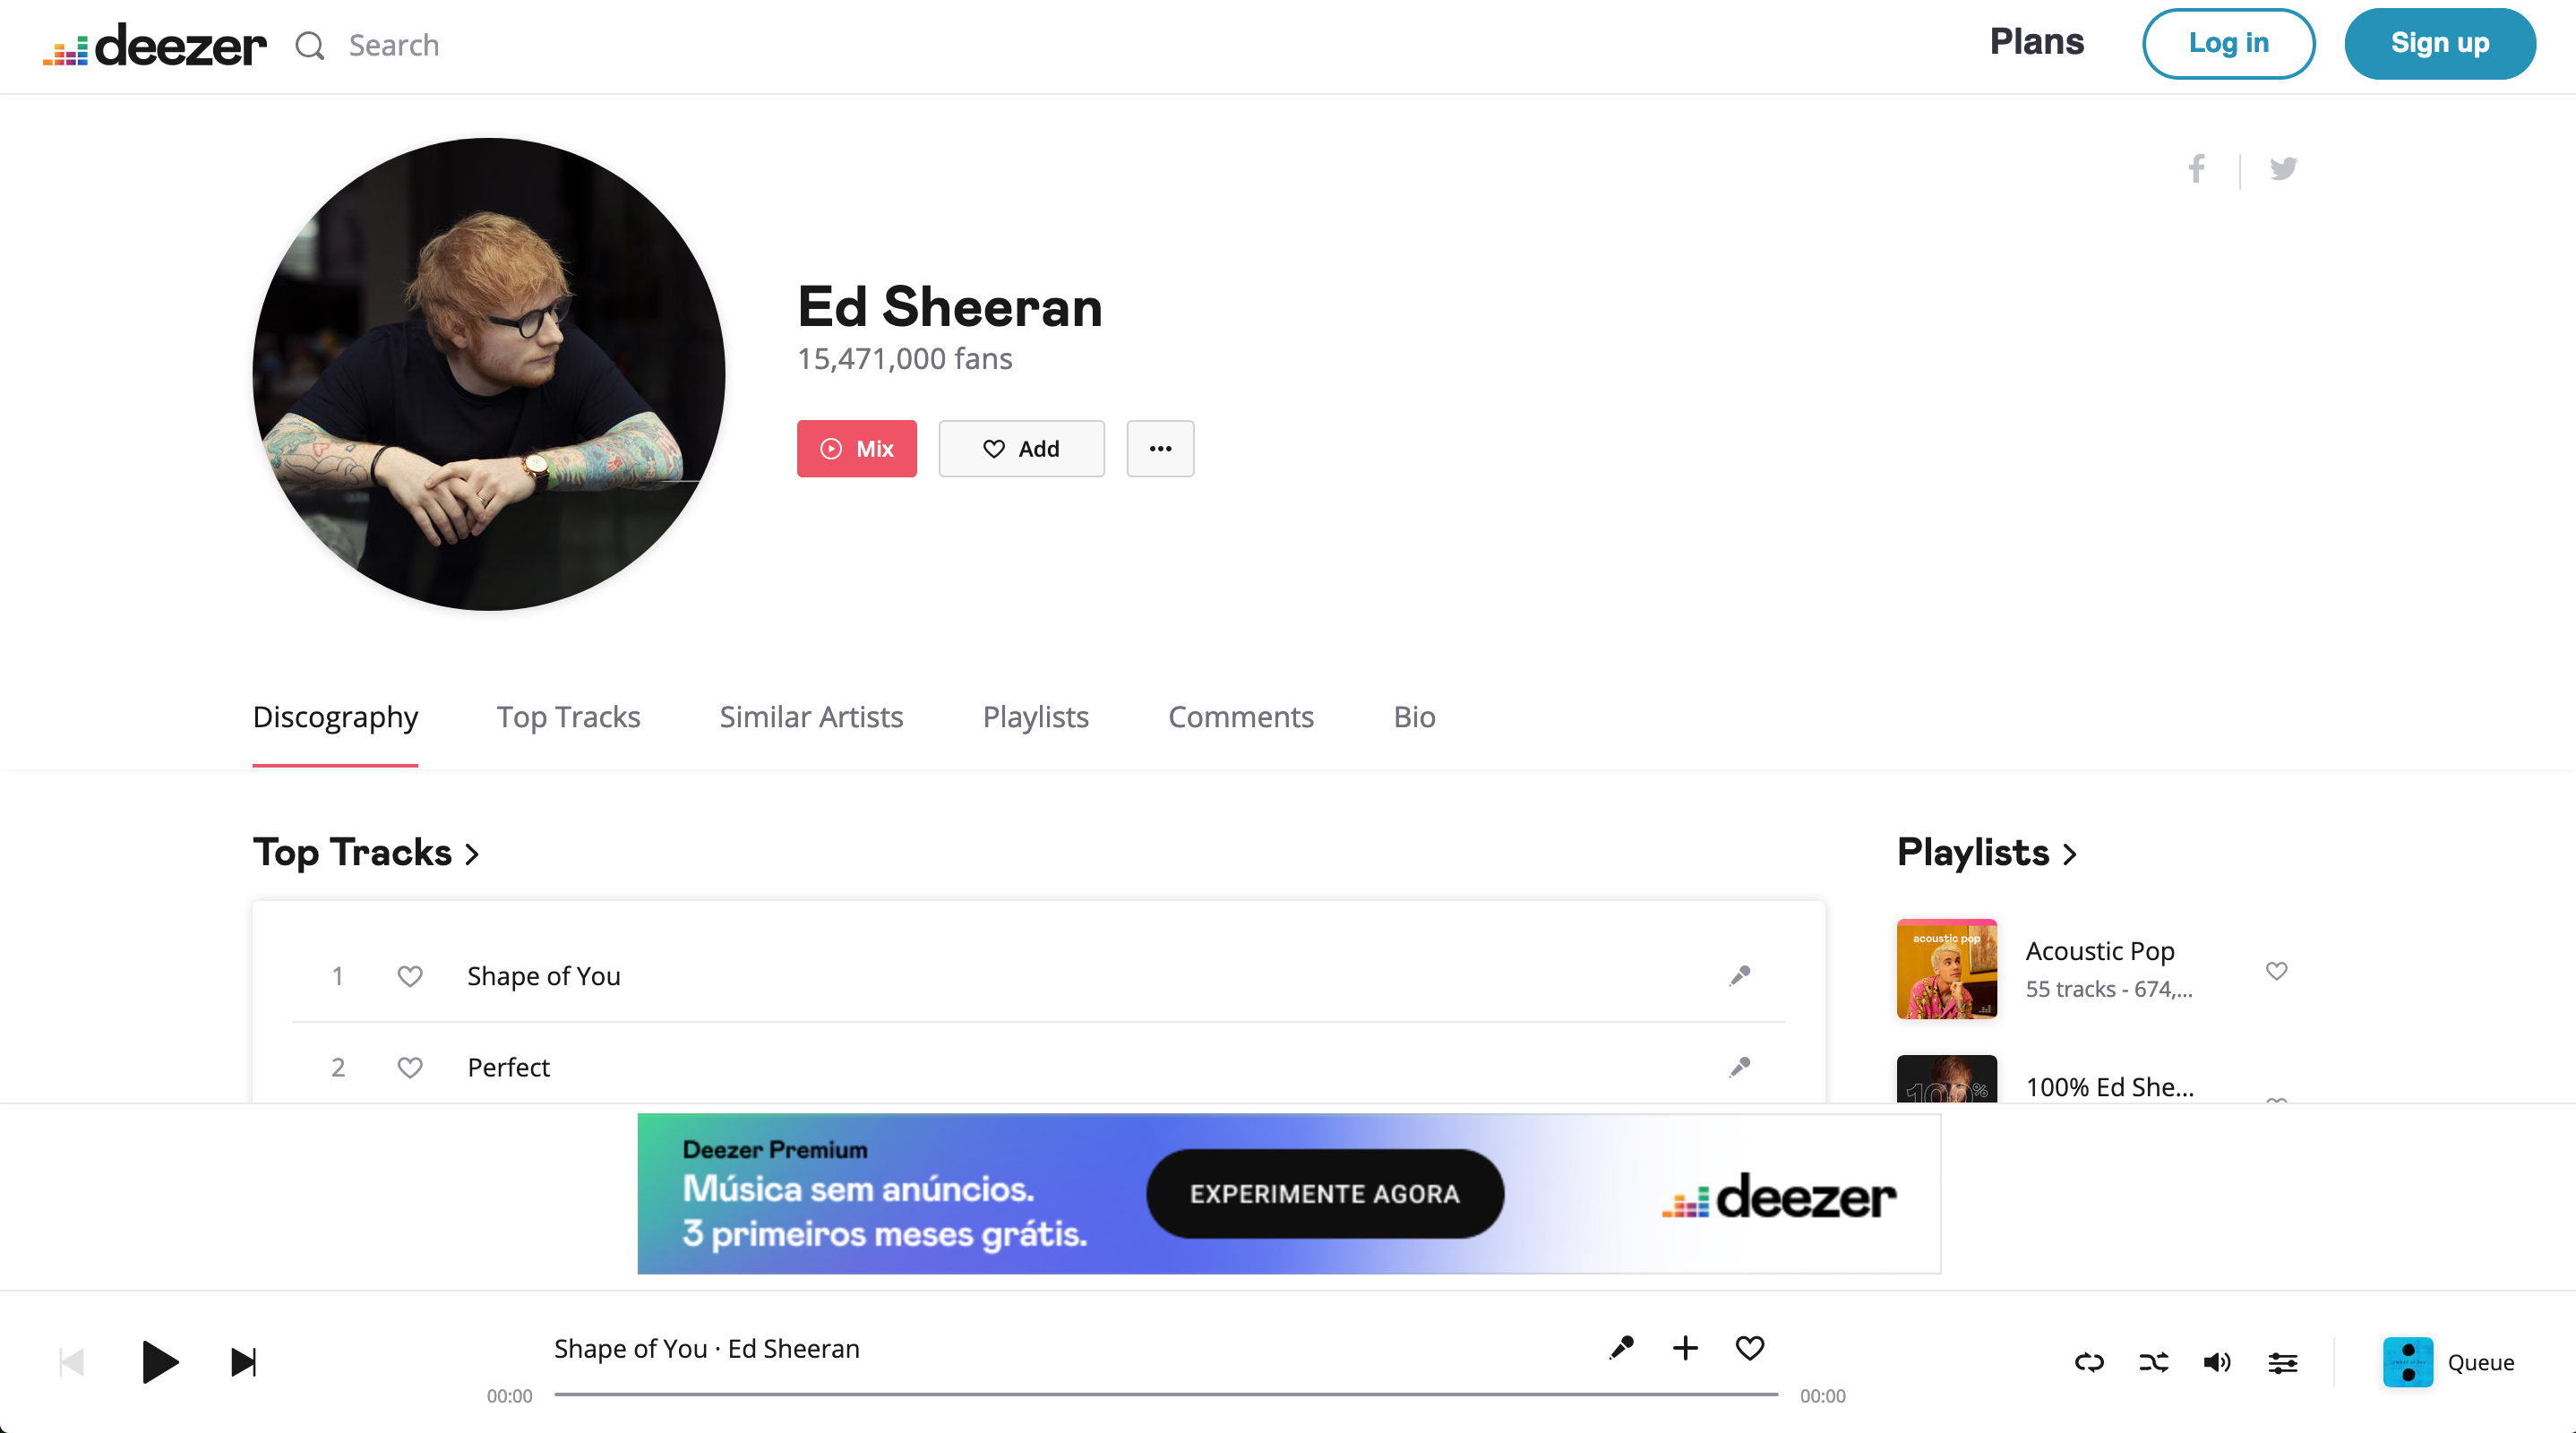 deezer
Search
Plans
Log in
Sign up
Ed Sheeran
15,471,000 fans
Mix
Add
Discography
Top Tracks
Similar Artists
Playlists
Comments
Bio
Top Tracks
1
Shape of You
2
Perfect
Playlists
acoustic pop
Acoustic Pop
55 tracks - 674,...
100%
100% Ed She...
Deezer Premium
Música sem anúncios.
3 primeiros meses grátis.
EXPERIMENTE AGORA
deezer
Shape of You · Ed Sheeran
00:00
00:00
Queue